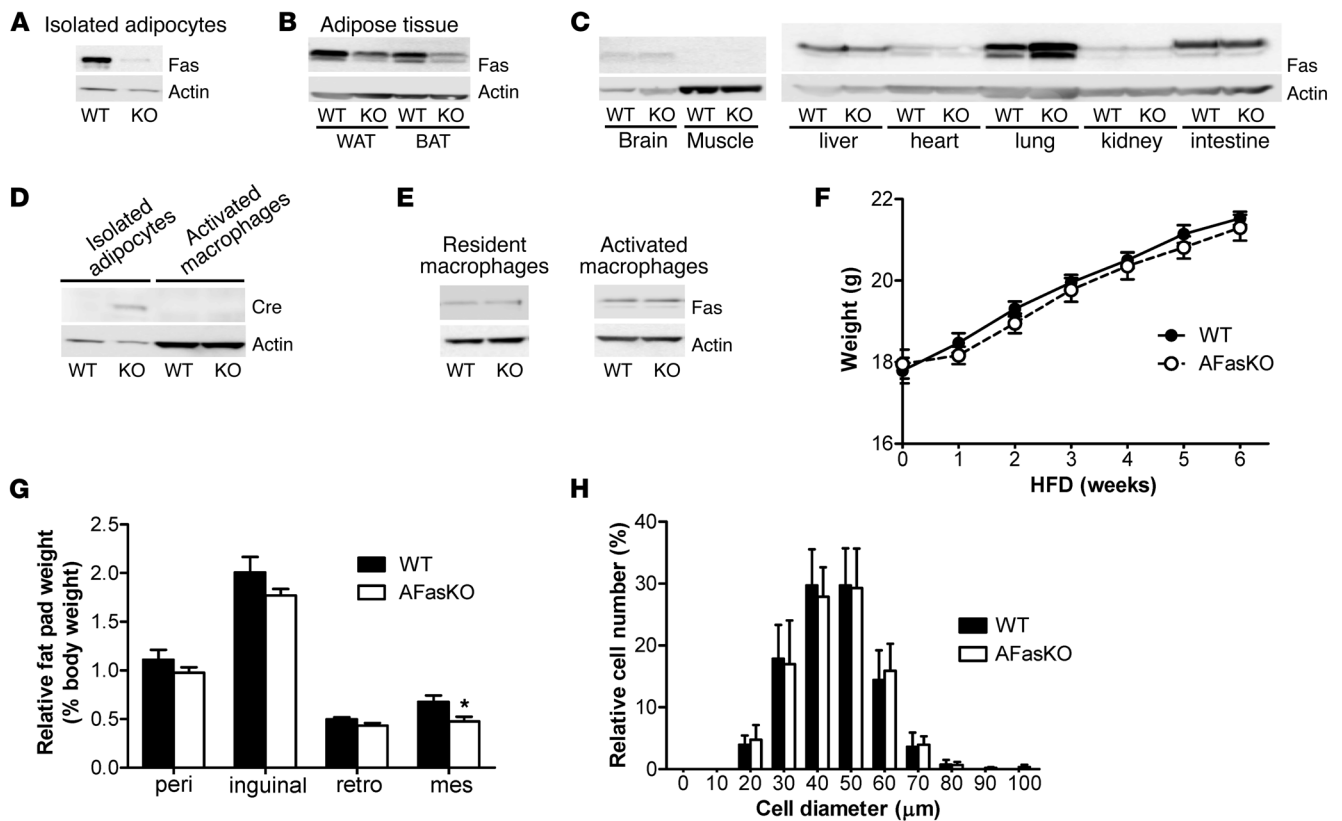 A
Isolated adipocytes
Fas
Actin
WT KO
B
Adipose tissue
Fas
Actin
WT KO WT KO
WAT BAT
C
Fas
Actin
WT KO WT KO
Brain Muscle
WT KO WT KO WT KO WT KO WT KO
liver heart lung kidney intestine
D
Isolated
adipocytes
Activated
macrophages
Cre
Actin
WT KO WT KO
E
Resident
macrophages
Activated
macrophages
Fas
Actin
WT KO WT KO
F
Weight (g)
22
20
18
16
0 1 2 3 4 5 6
HFD (weeks)
WT
AFasKO
G
Relative fat pad weight
(% body weight)
2.5
2.0
1.5
1.0
0.5
0.0
WT
AFasKO
*
peri inguinal retro mes
H
Relative cell number (%)
40
30
20
10
0
WT
AFasKO
0 10 20 30 40 50 60 70 80 90 100
Cell diameter (μm)